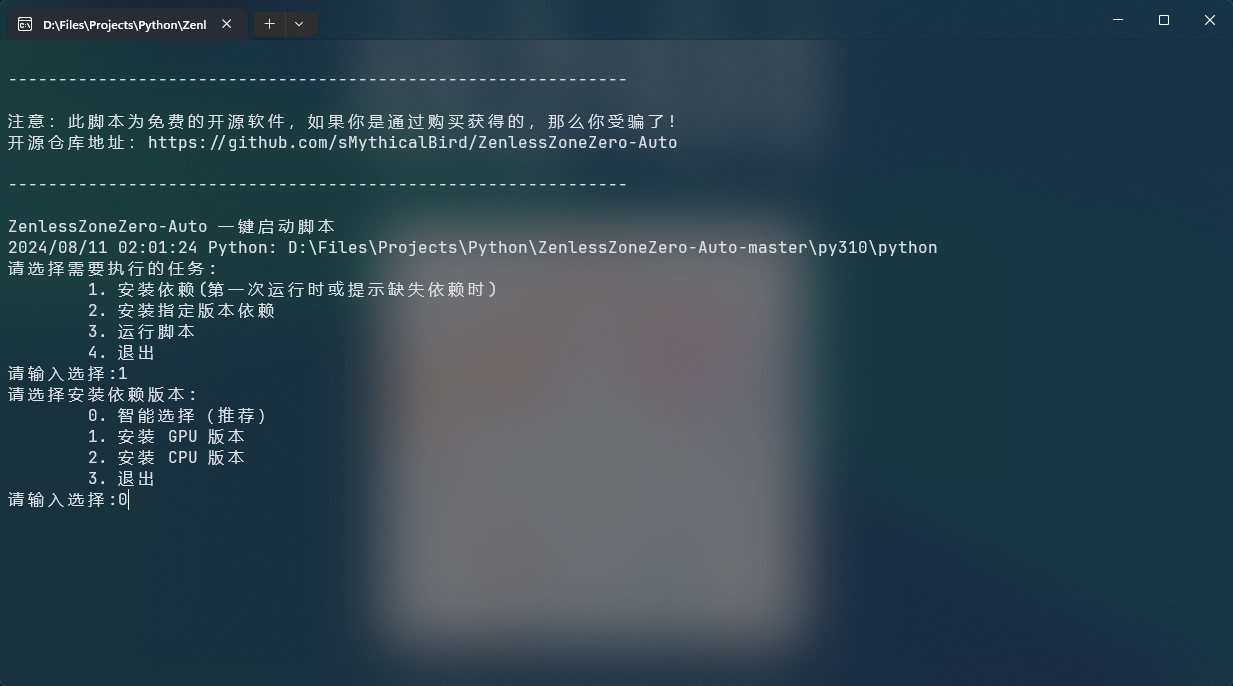 D:\Files\Projects\Python\Zenl
--------------------------------------------------------------
注意：此脚本为免费的开源软件，如果你是通过购买获得的，那么你受骗了！
开源仓库地址：https://github.com/sMythicalBird/ZenlessZoneZero-Auto
--------------------------------------------------------------
ZenlessZoneZero-Auto 一键启动脚本
2024/08/11 02:01:24 Python: D:\Files\Projects\Python\ZenlessZoneZero-Auto-master\py310\python
请选择需要执行的任务：
1. 安装依赖(第一次运行时或提示缺失依赖时)
2. 安装指定版本依赖
3. 运行脚本
4. 退出
请输入选择:1
请选择安装依赖版本：
0. 智能选择（推荐）
1. 安装 GPU 版本
2. 安装 CPU 版本
3. 退出
请输入选择:0